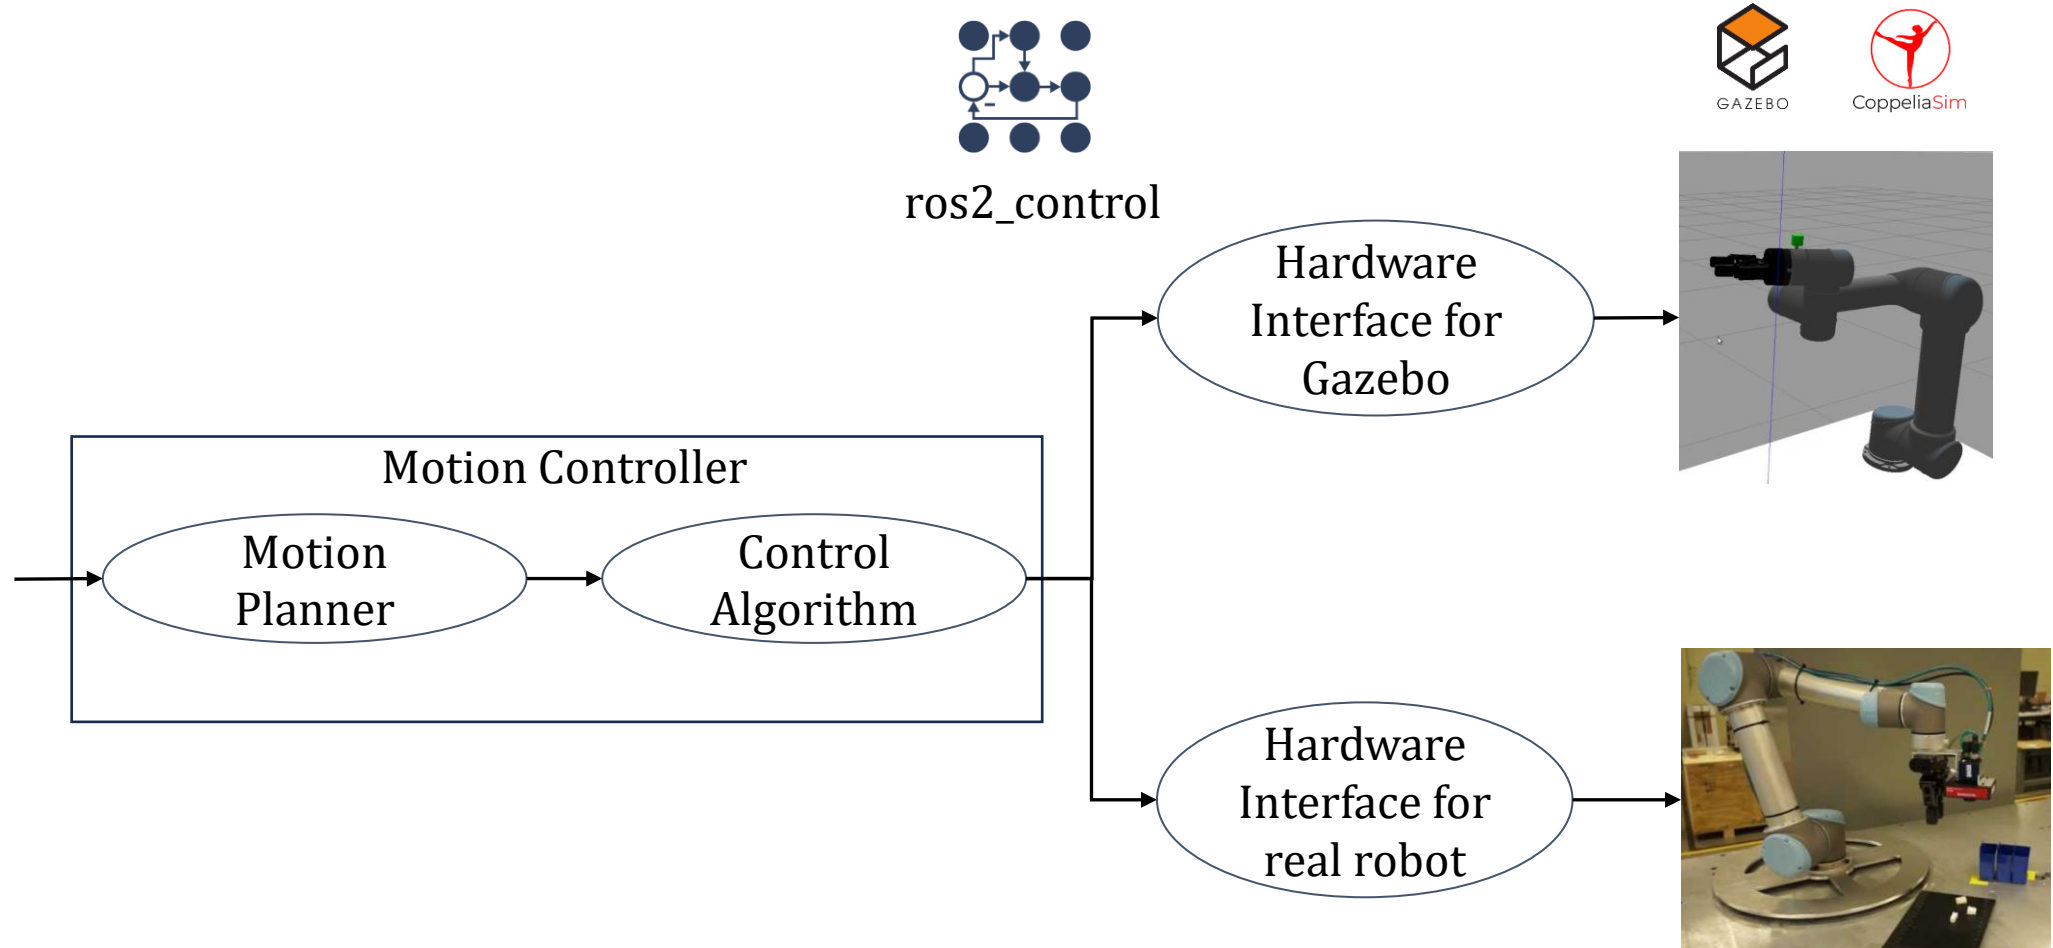 GAZEBO
CoppeliaSim
ros2_control
Hardware
Interface for
Gazebo
Motion Controller
Motion
Planner
Control
Algorithm
Hardware
Interface for
real robot